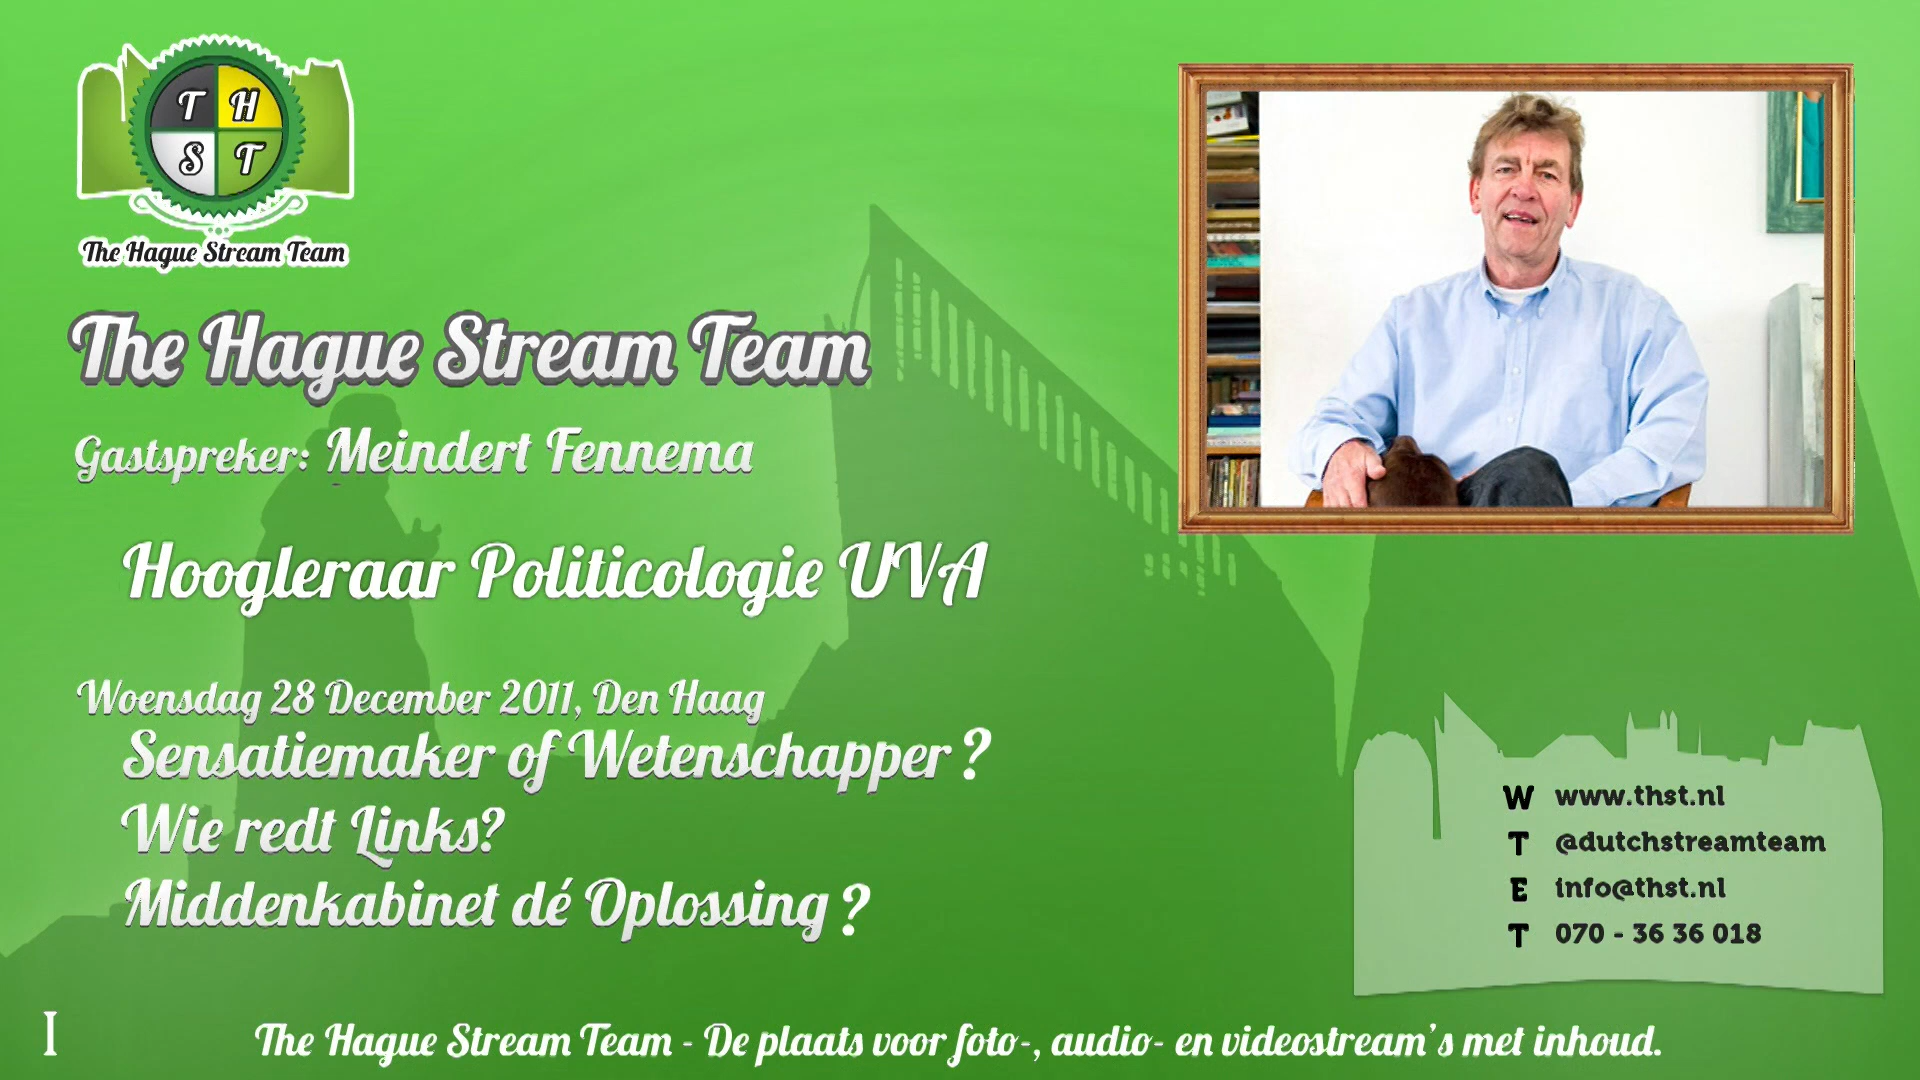 T H
S T
The Hague Stream Team
The Hague Stream Team
Gastspreker: Meindert Fennema
Hoogleraar Politicologie UVA
Woensdag 28 December 2011, Den Haag
Sensatiemaker of Wetenschapper ?
Wie redt Links?
Middenkabinet dé Oplossing ?
W www.thst.nl
T @dutchstreamteam
E info@thst.nl
T 070 - 36 36 018
I
The Hague Stream Team - De plaats voor foto-, audio- en videostream's met inhoud.